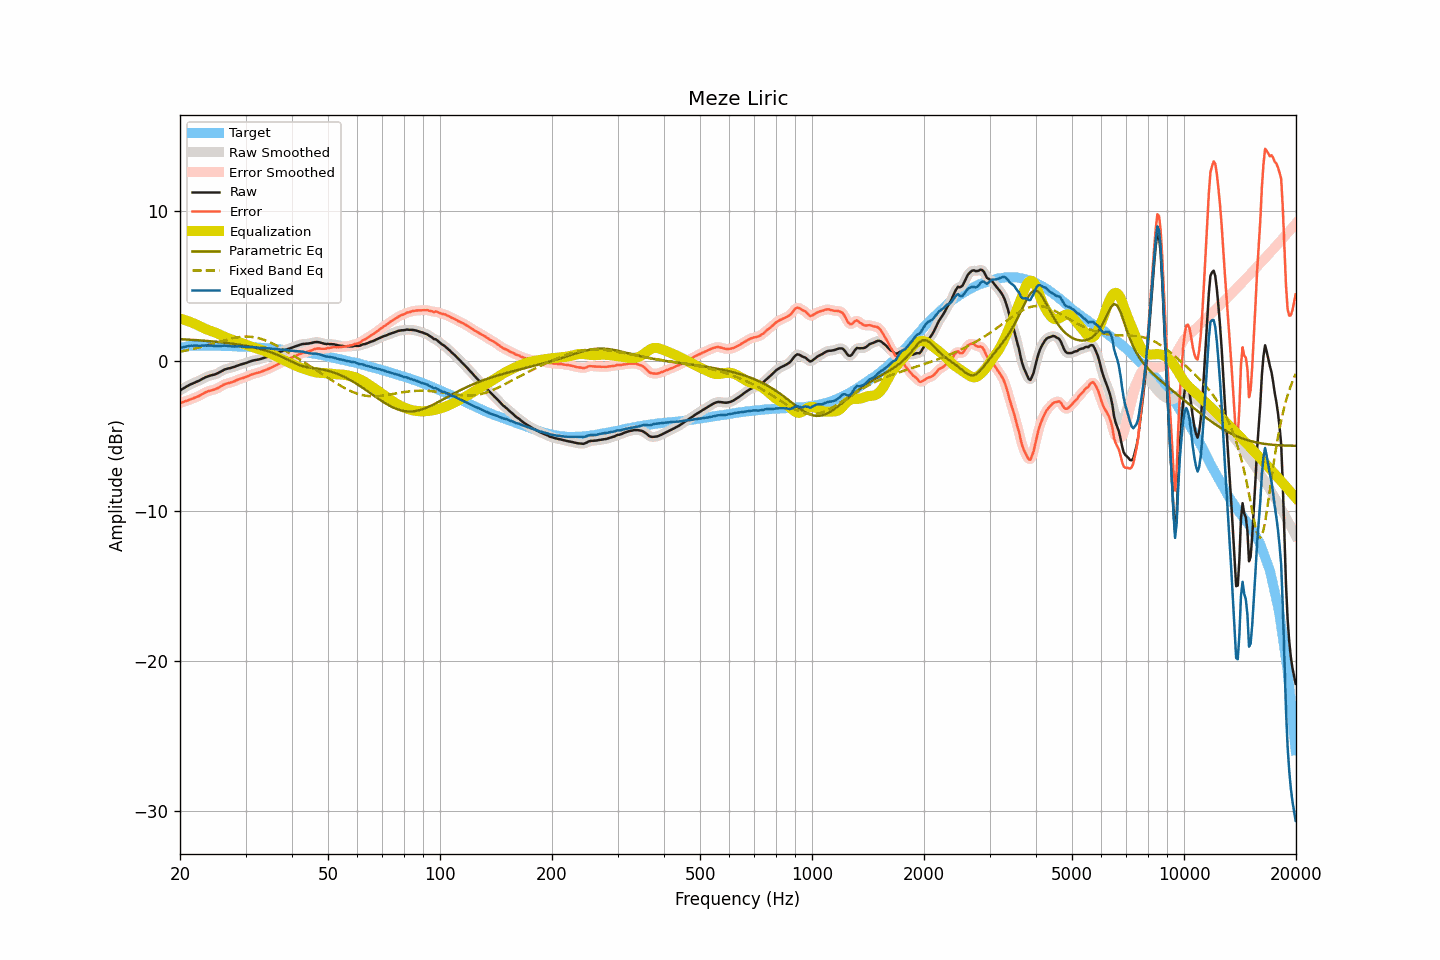 Meze Liric
Target
Raw Smoothed
Error Smoothed
Raw
Error
Equalization
Parametric Eq
Fixed Band Eq
Equalized
10
0
−10
−20
−30
Amplitude (dBr)
20 50 100 200 500 1000 2000 5000 10000 20000
Frequency (Hz)